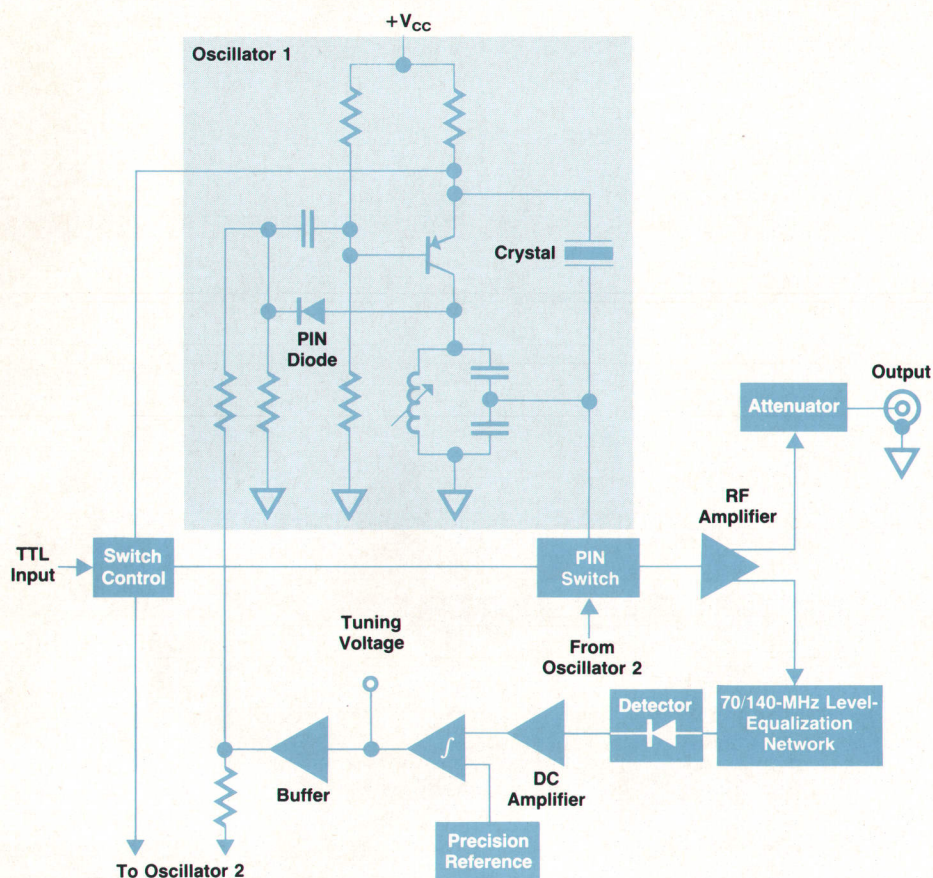 +VCC
Oscillator 1
Crystal
PIN
Diode
Output
Attenuator
RF
Amplifier
TTL
Input
Switch
Control
PIN
Switch
Tuning
Voltage
From
Oscillator 2
Detector
70/140-MHz Level-
Equalization
Network
∫
Buffer
DC
Amplifier
Precision
Reference
To Oscillator 2